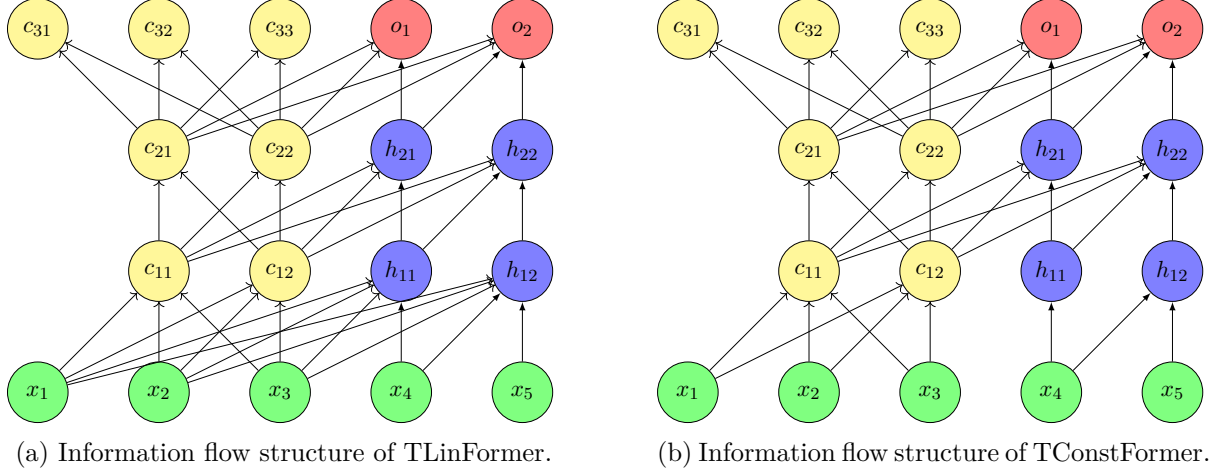 c31 c32 c33 o1 o2 c31 c32 c33 o1 o2
c21 c22 h21 h22 c21 c22 h21 h22
c11 c12 h11 h12 c11 c12 h11 h12
x1 x2 x3 x4 x5 x1 x2 x3 x4 x5
(a) Information flow structure of TLinFormer. (b) Information flow structure of TConstFormer.